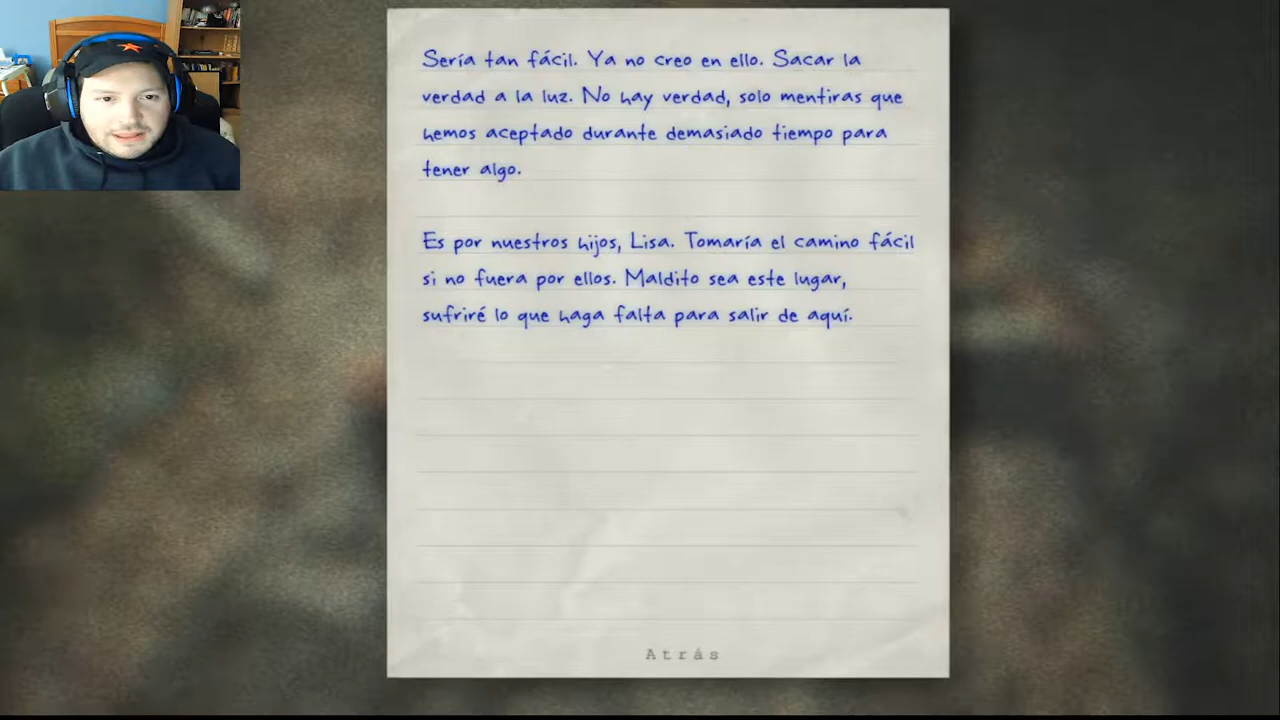 Sería tan fácil. Ya no creo en ello. Sacar la
verdad a la luz. No hay verdad, solo mentiras que
hemos aceptado durante demasiado tiempo para
tener algo.
Es por nuestros hijos, Lisa. Tomaría el camino fácil
si no fuera por ellos. Maldito sea este lugar,
sufriré lo que haga falta para salir de aquí.
Atrás